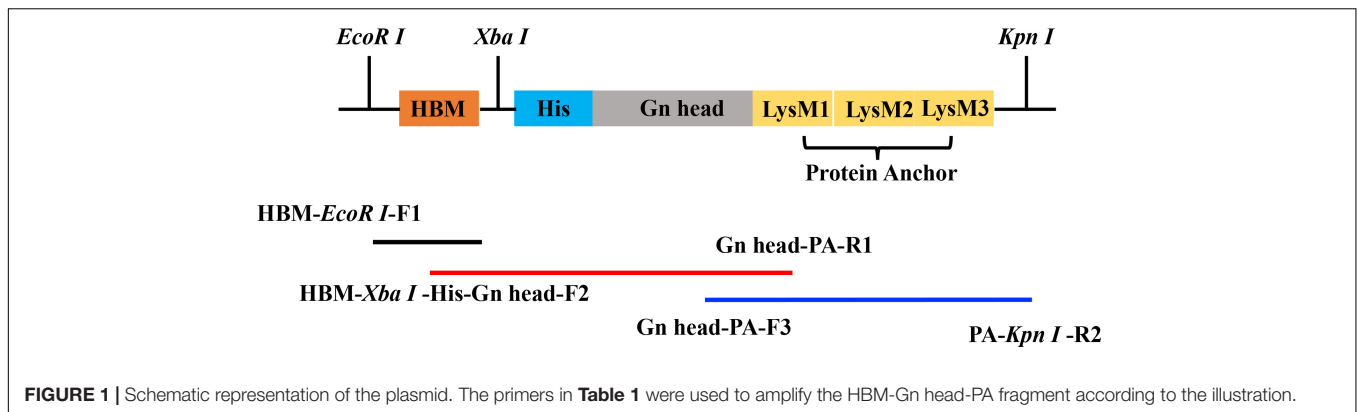 EcoR I Xba I Kpn I
HBM His Gn head LysM1 LysM2 LysM3
Protein Anchor
HBM-EcoR I-F1
Gn head-PA-R1
HBM-Xba I -His-Gn head-F2
Gn head-PA-F3
PA-Kpn I -R2
FIGURE 1 | Schematic representation of the plasmid. The primers in Table 1 were used to amplify the HBM-Gn head-PA fragment according to the illustration.